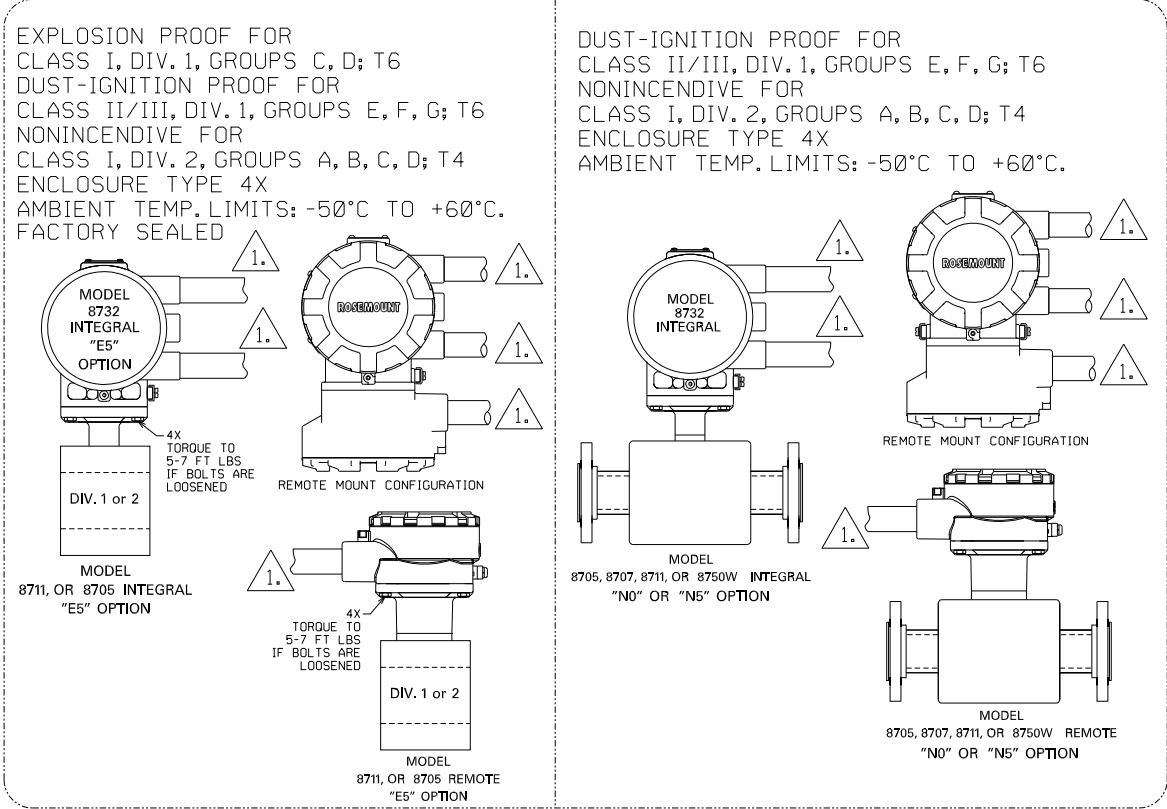 EXPLOSION PROOF FOR
CLASS I, DIV. 1, GROUPS C, D; T6
DUST-IGNITION PROOF FOR
CLASS II/III, DIV. 1, GROUPS E, F, G; T6
NONINCENDIVE FOR
CLASS I, DIV. 2, GROUPS A, B, C, D; T4
ENCLOSURE TYPE 4X
AMBIENT TEMP. LIMITS: -50°C TO +60°C.
FACTORY SEALED
1.
1.
MODEL
8732
INTEGRAL
"E5"
OPTION
4X
TORQUE TO
5-7 FT LBS
IF BOLTS ARE
LOOSENED
DIV. 1 or 2
MODEL
8711, OR 8705 INTEGRAL
"E5" OPTION
ROSEMOUNT
1.
1.
1.
REMOTE MOUNT CONFIGURATION
1.
4X
TORQUE TO
5-7 FT LBS
IF BOLTS ARE
LOOSENED
DIV. 1 or 2
MODEL
8711, OR 8705 REMOTE
"E5" OPTION
DUST-IGNITION PROOF FOR
CLASS II/III, DIV. 1, GROUPS E, F, G; T6
NONINCENDIVE FOR
CLASS I, DIV. 2, GROUPS A, B, C, D; T4
ENCLOSURE TYPE 4X
AMBIENT TEMP. LIMITS: -50°C TO +60°C.
1.
1.
MODEL
8732
INTEGRAL
MODEL
8705, 8707, 8711, OR 8750W INTEGRAL
"N0" OR "N5" OPTION
ROSEMOUNT
1.
1.
1.
REMOTE MOUNT CONFIGURATION
1.
MODEL
8705, 8707, 8711, OR 8750W REMOTE
"N0" OR "N5" OPTION